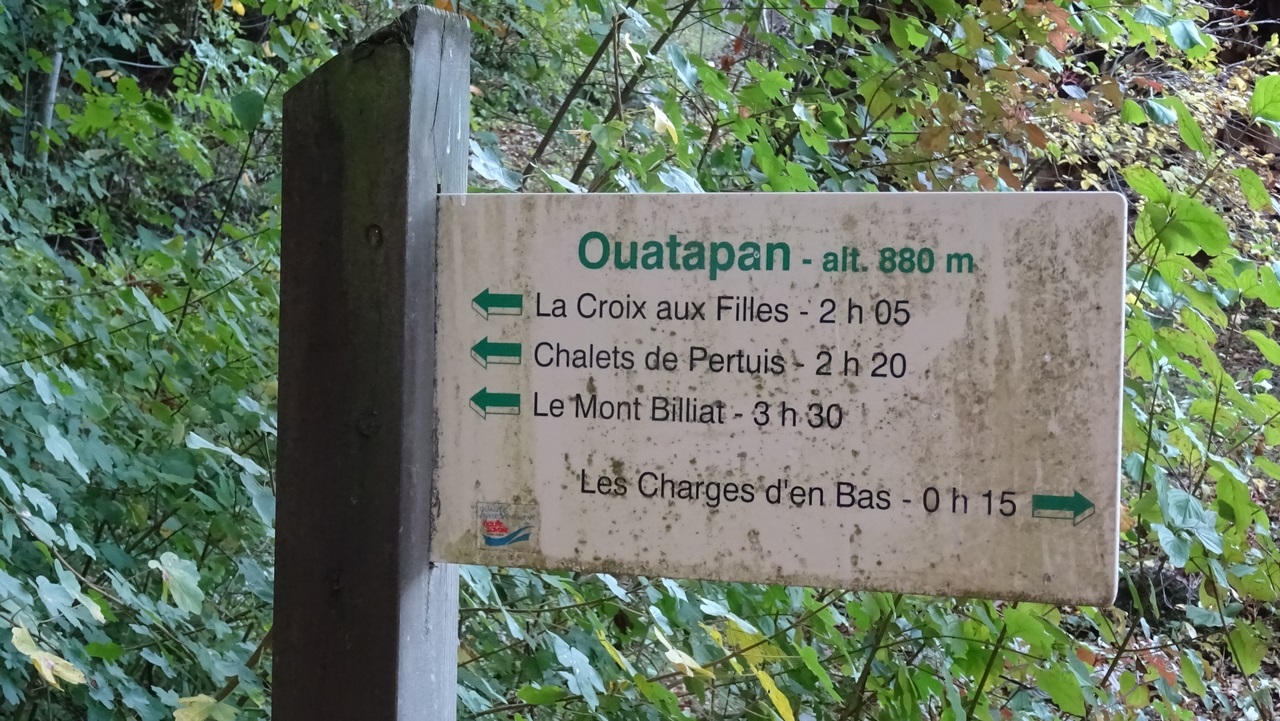 Ouatapan - alt. 880 m
La Croix aux Filles - 2 h 05
Chalets de Pertuis - 2 h 20
Le Mont Billiat - 3 h 30
Les Charges d'en Bas - 0 h 15